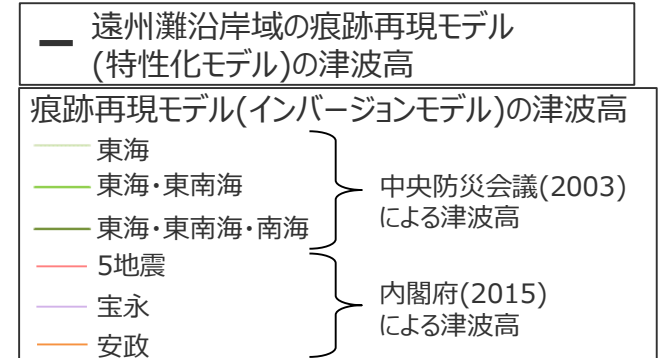 遠州灘沿岸域の痕跡再現モデル
(特性化モデル)の津波高
痕跡再現モデル(インバージョンモデル)の津波高
東海
東海・東南海
東海・東南海・南海
中央防災会議(2003)
による津波高
5地震
宝永
安政
内閣府(2015)
による津波高